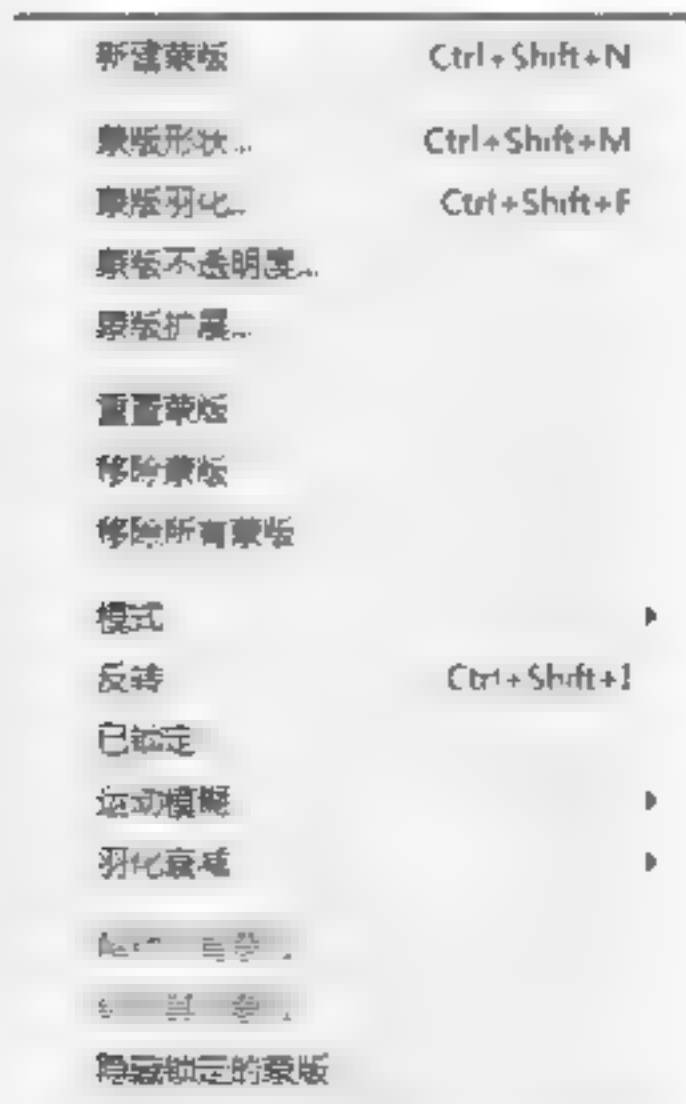 新建蒙版 Ctrl+Shift+N
蒙版形状... Ctrl+Shift+M
蒙版羽化... Ctrl+Shift+F
蒙版不透明度...
蒙版扩展...
重置蒙版
移除蒙版
移除所有蒙版
模式
反转 Ctrl+Shift+I
已锁定
运动模糊
羽化衰减
隐藏锁定的蒙版